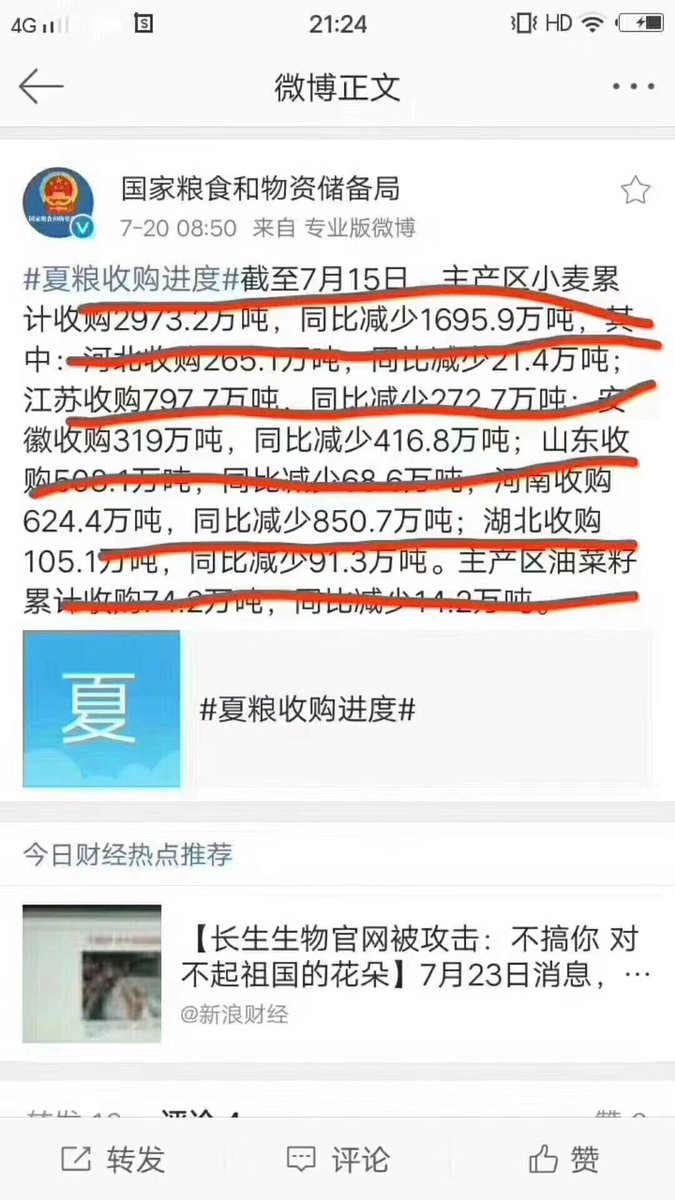 4G
21:24
HD
微博正文
国家粮食和物资储备局
7-20 08:50 来自 专业版微博
#夏粮收购进度#截至7月15日，主产区小麦累
计收购2973.2万吨，同比减少1695.9万吨，其
中：河北收购265.1万吨，同比减少21.4万吨；
江苏收购797.7万吨，同比减少272.7万吨；安
徽收购319万吨，同比减少416.8万吨；山东收
购508.1万吨，同比减少68.6万吨，河南收购
624.4万吨，同比减少850.7万吨；湖北收购
105.1万吨，同比减少91.3万吨。主产区油菜籽
累计收购74.2万吨，同比减少14.2万吨。
夏
#夏粮收购进度#
今日财经热点推荐
【长生生物官网被攻击：不搞你 对
不起祖国的花朵】7月23日消息，…
@新浪财经
转发 评论 4 赞
转发 评论 赞